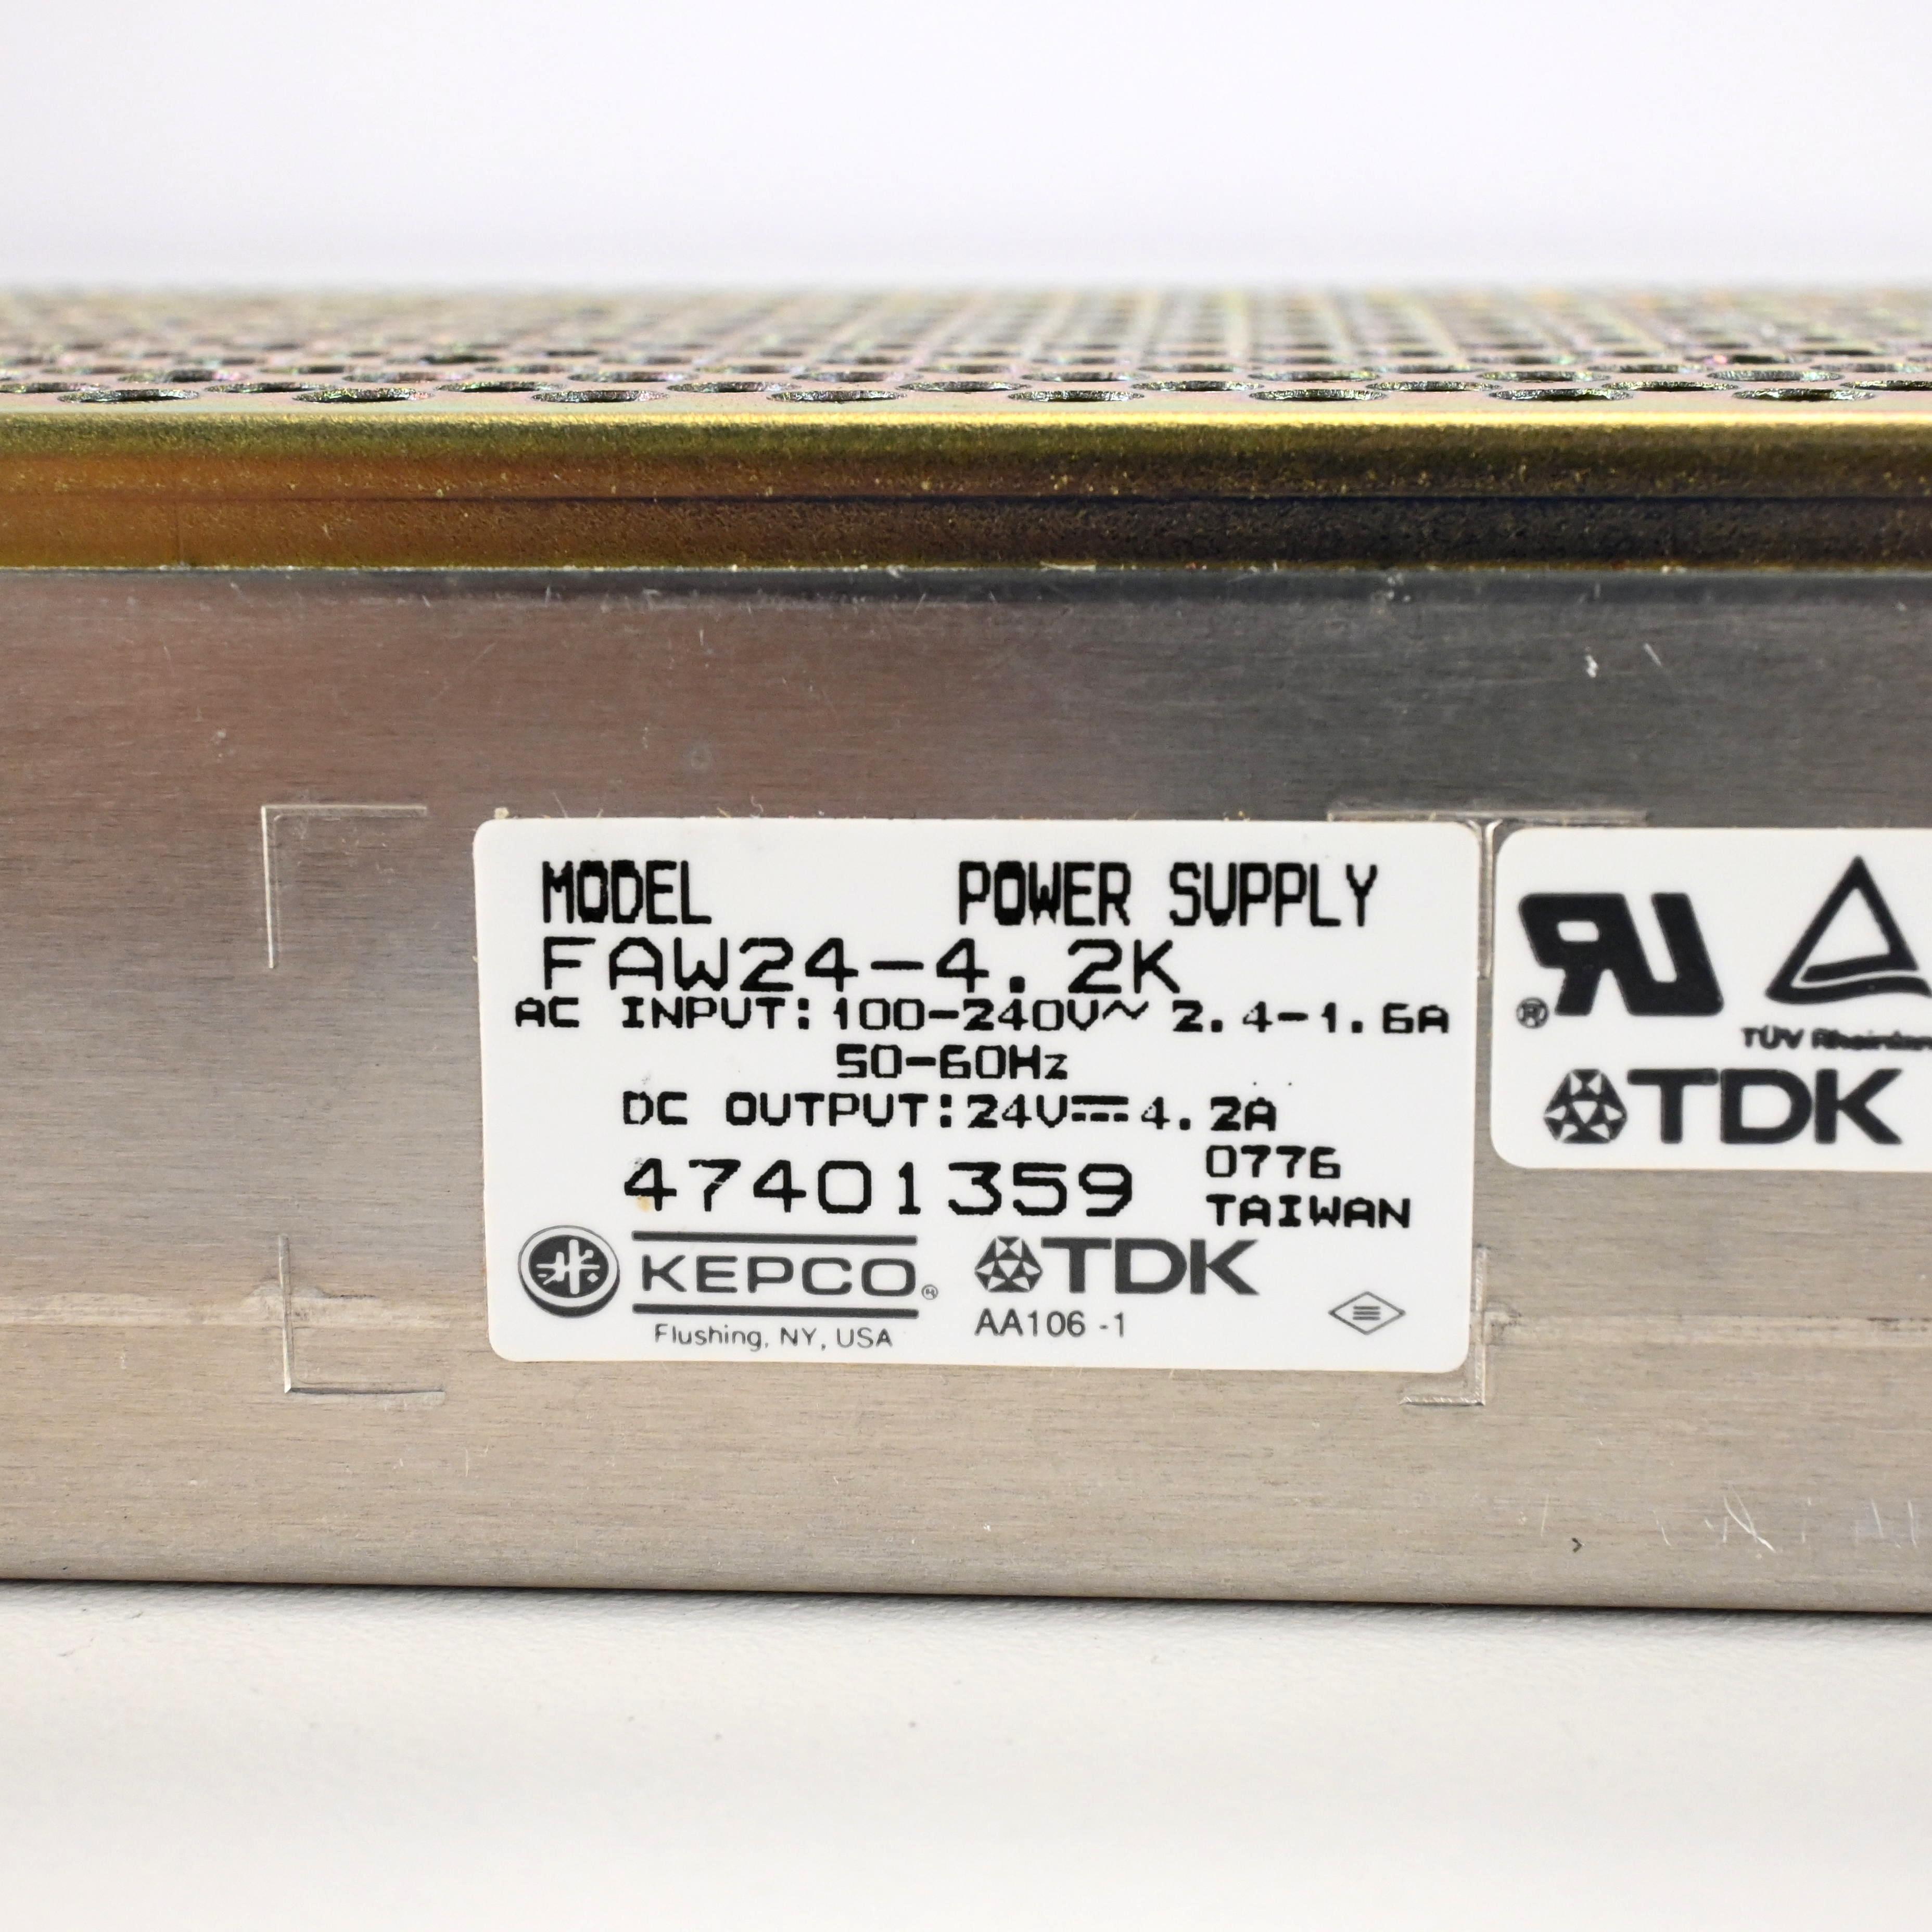 MODEL POWER SUPPLY
FAW24-4.2K
AC INPUT:100-240V~ 2.4-1.6A
50-60Hz
DC OUTPUT:24V⎓4.2A
47401359 0776
TAIWAN
KEPCO®
Flushing, NY, USA
TDK
AA106 -1
®
TÜV
TDK